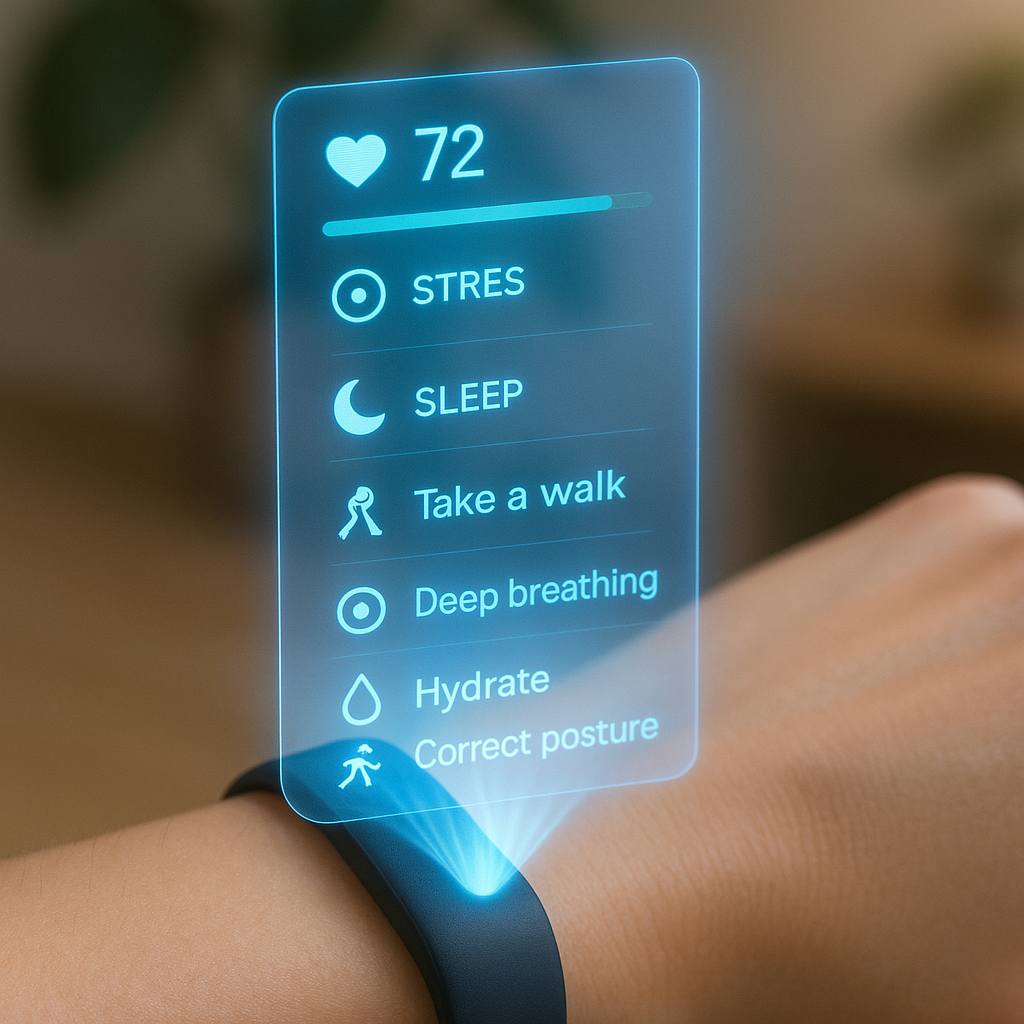 72
STRES
SLEEP
Take a walk
Deep breathing
Hydrate
Correct posture